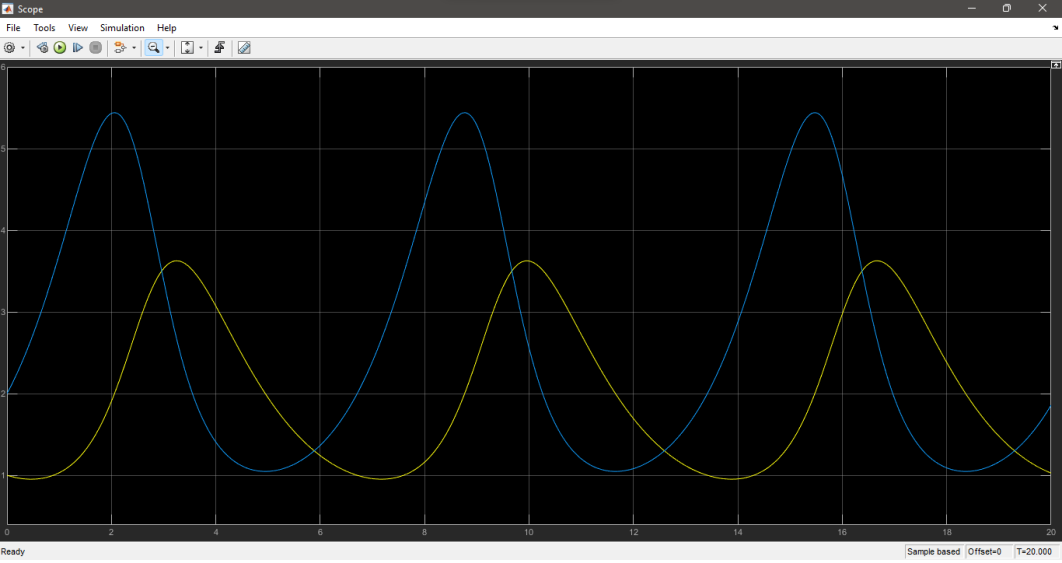 Scope
File Tools View Simulation Help
6
5
4
3
2
1
0 2 4 6 8 10 12 14 16 18 20
Ready Sample based Offset=0 T=20.000